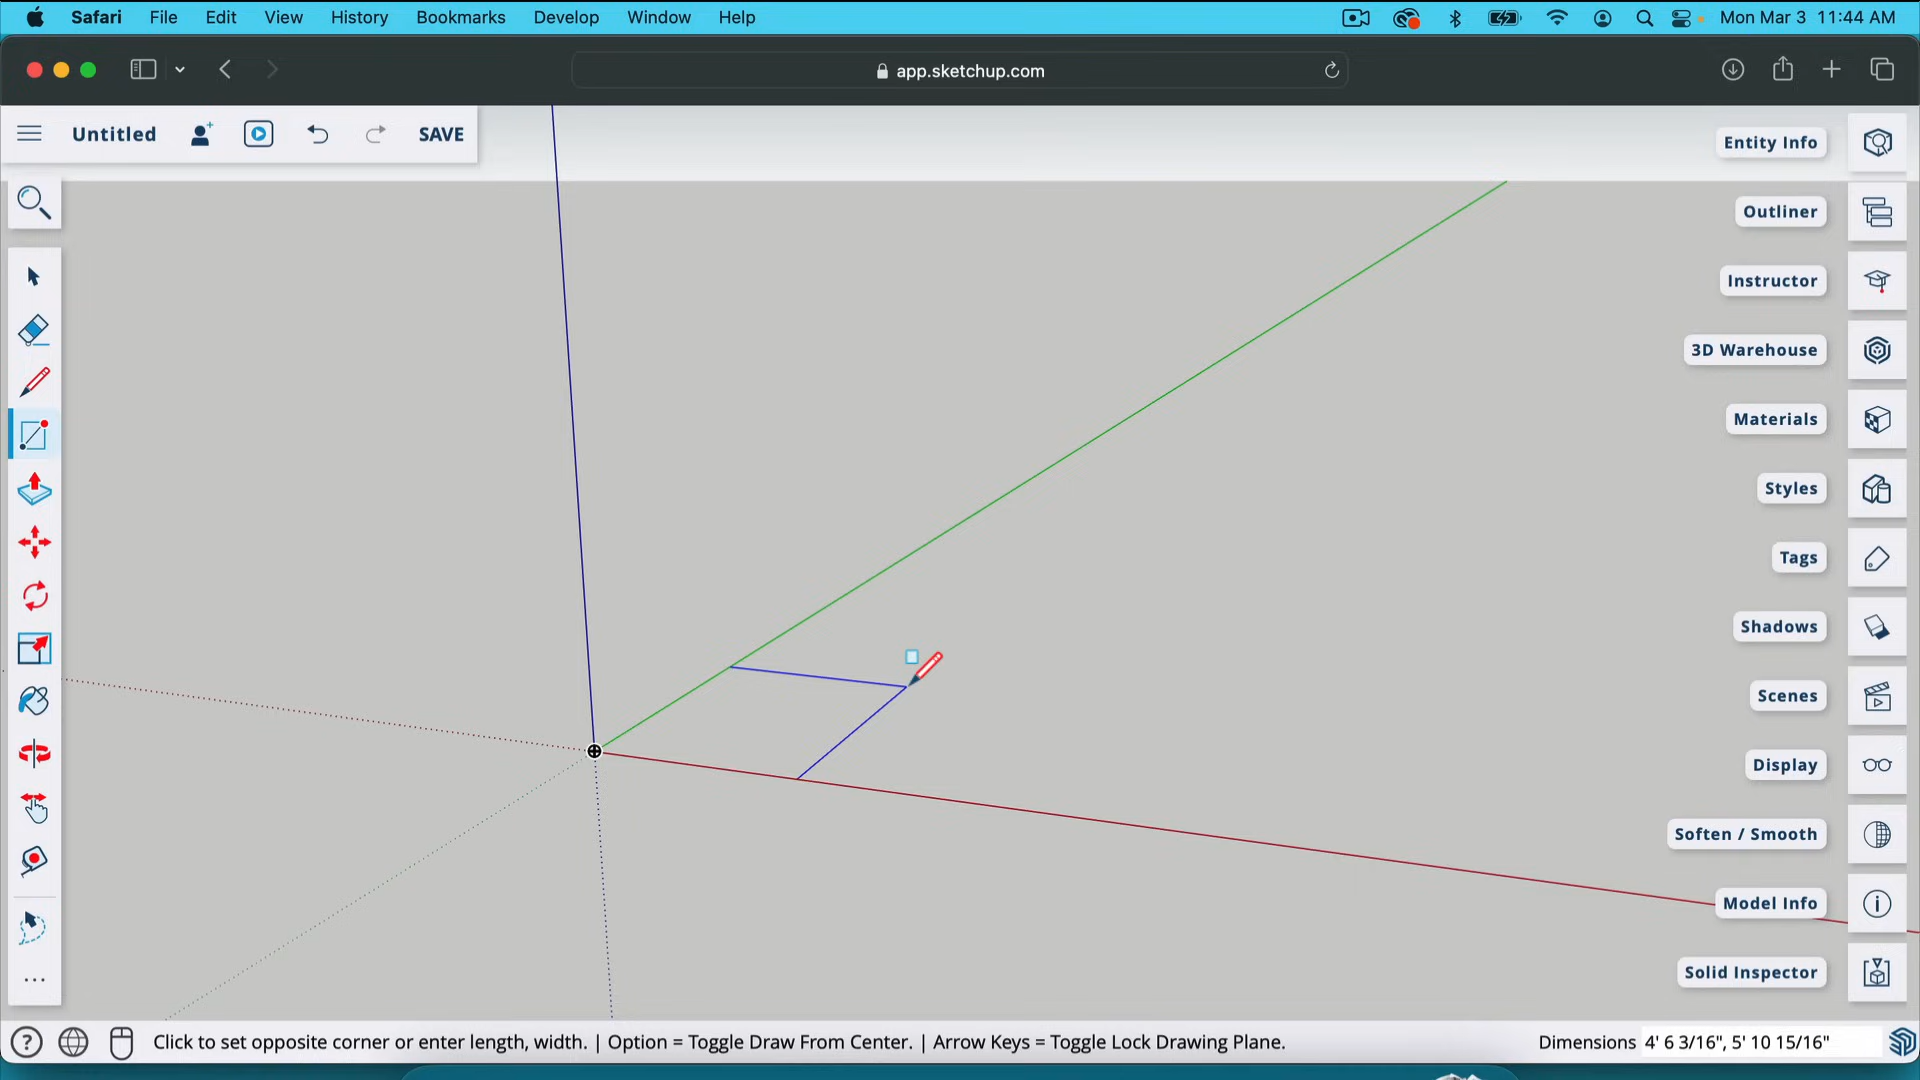 Safari File Edit View History Bookmarks Develop Window Help Mon Mar 3 11:44 AM
app.sketchup.com
Untitled SAVE
Entity Info
Outliner
Instructor
3D Warehouse
Materials
Styles
Tags
Shadows
Scenes
Display
Soften / Smooth
Model Info
Solid Inspector
Click to set opposite corner or enter length, width. | Option = Toggle Draw From Center. | Arrow Keys = Toggle Lock Drawing Plane. Dimensions 4' 6 3/16", 5' 10 15/16"